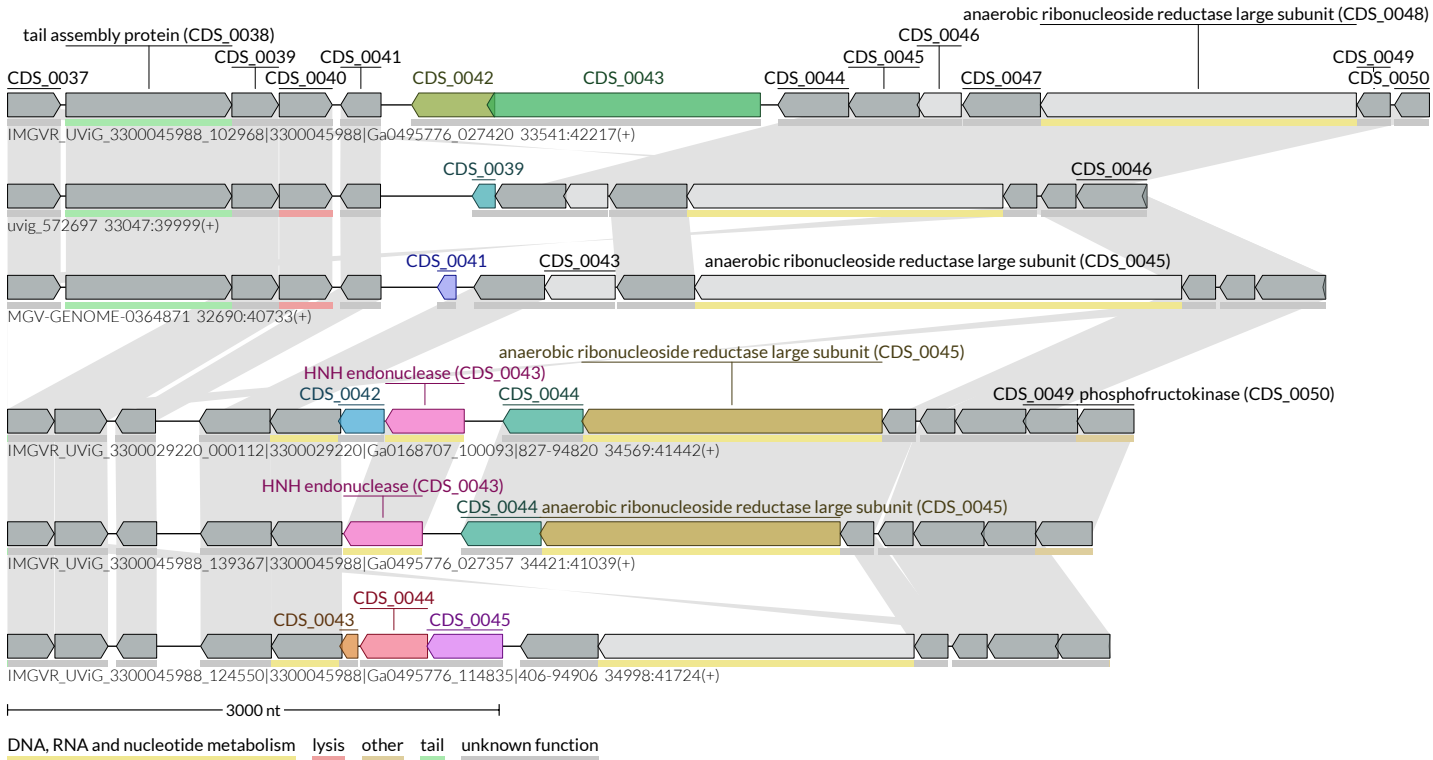 anaerobic ribonucleoside reductase large subunit (CDS_0048)
tail assembly protein (CDS_0038)
CDS_0046
CDS_0039
CDS_0041
CDS_0045
CDS_0049
CDS_0037
CDS_0040
CDS_0042
CDS_0043
CDS_0044
CDS_0047
CDS_0050
IMGVR_UViG_3300045988_102968|3300045988|Ga0495776_027420 33541:42217(+)
CDS_0039
CDS_0046
uvig_572697 33047:39999(+)
CDS_0041
CDS_0043
anaerobic ribonucleoside reductase large subunit (CDS_0045)
MGV-GENOME-0364871 32690:40733(+)
anaerobic ribonucleoside reductase large subunit (CDS_0045)
HNH endonuclease (CDS_0043)
CDS_0042
CDS_0044
CDS_0049
phosphofructokinase (CDS_0050)
IMGVR_UViG_3300029220_000112|3300029220|Ga0168707_100093|827-94820 34569:41442(+)
HNH endonuclease (CDS_0043)
CDS_0044
anaerobic ribonucleoside reductase large subunit (CDS_0045)
IMGVR_UViG_3300045988_139367|3300045988|Ga0495776_027357 34421:41039(+)
CDS_0044
CDS_0043
CDS_0045
IMGVR_UViG_3300045988_124550|3300045988|Ga0495776_114835|406-94906 34998:41724(+)
3000 nt
DNA, RNA and nucleotide metabolism
lysis
other
tail
unknown function